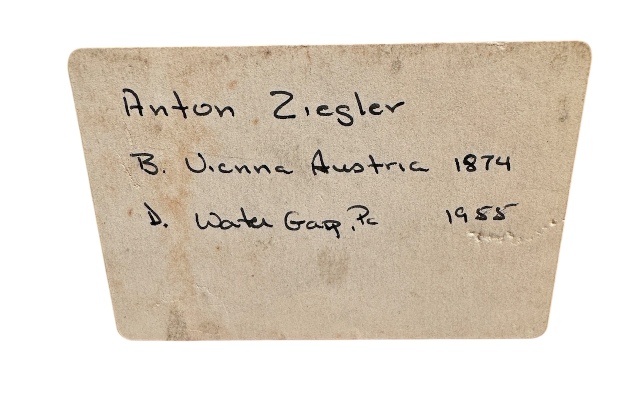 Anton Ziegler
B. Vienna Austria 1874
D. Water Gap, Pa 1955